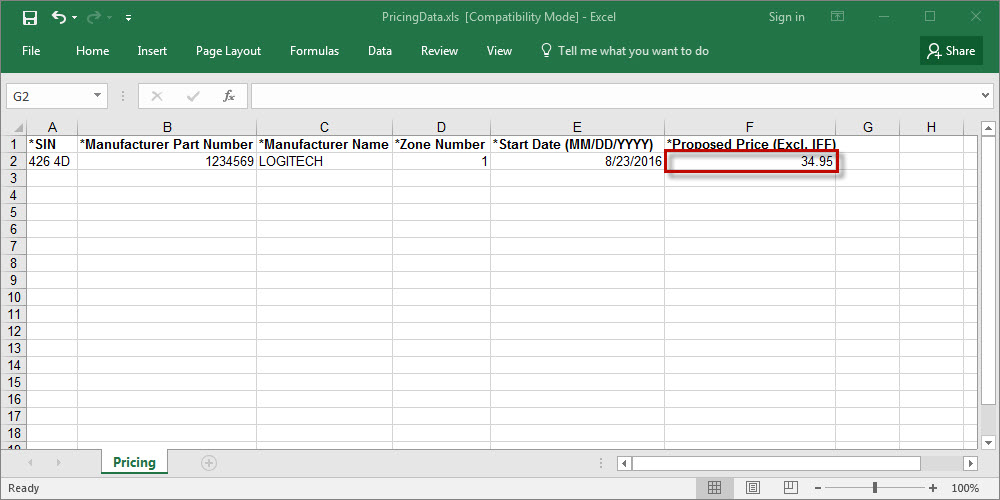 PricingData.xls [Compatibility Mode] - Excel
Sign in
File Home Insert Page Layout Formulas Data Review View Tell me what you want to do Share
G2 fx
A B C D E F G H
1 *SIN *Manufacturer Part Number *Manufacturer Name *Zone Number *Start Date (MM/DD/YYYY) *Proposed Price (Excl. IFF)
2 426 4D 1234569 LOGITECH 1 8/23/2016 34.95
3
4
5
6
7
8
9
10
11
12
13
14
15
16
17
18
Pricing
Ready 100%